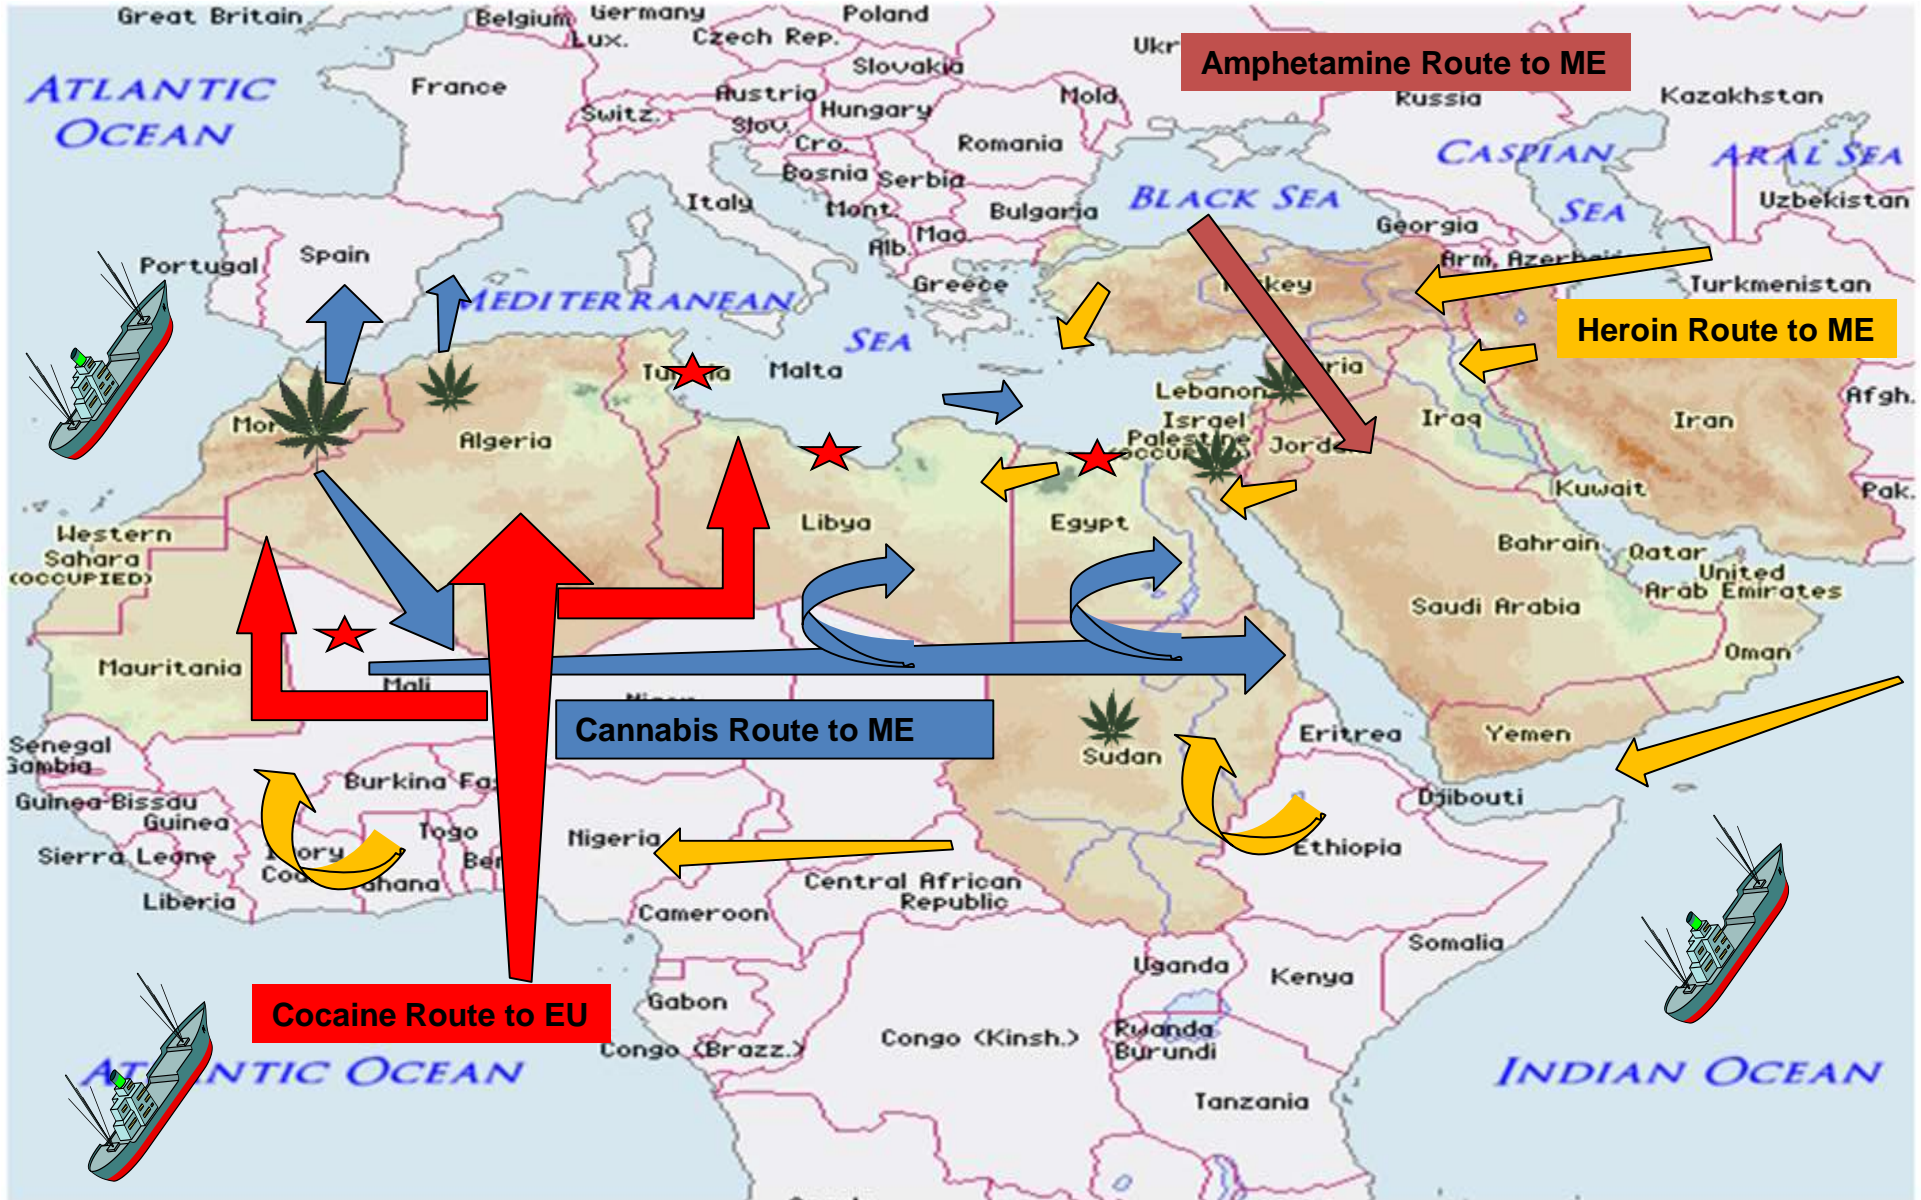 Great Britain
Belgium
Germany
Poland
Lux.
Czech Rep.
Ukr
Amphetamine Route to ME
Slovakia
ATLANTIC
OCEAN
France
Austria
Hungary
Mold.
Russia
Kazakhstan
Switz.
Slov.
Cro.
Romania
CASPIAN
SEA
ARAL SEA
Bosnia
Serbia
Italy
Mont.
Bulgaria
BLACK SEA
Georgia
Uzbekistan
Alb.
Mac.
Portugal
Spain
Greece
Arm.
Turkmenistan
MEDITERRANEAN
SEA
Heroin Route to ME
Malta
Lebanon
Afgh.
Israel
Palestine
Iraq
Iran
Algeria
Kuwait
Pak.
Western
Sahara
(OCCUPIED)
Libya
Egypt
Bahrain
Qatar
United
Arab Emirates
Saudi Arabia
Mauritania
Mali
Oman
Cannabis Route to ME
Senegal
Gambia
Sudan
Eritrea
Yemen
Burkina Fa
Guinea-Bissau
Guinea
Djibouti
Togo
Nigeria
Sierra Leone
Ivory
Ethiopia
Liberia
Central African
Republic
Cameroon
Somalia
Uganda
Kenya
Gabon
Cocaine Route to EU
Congo (Brazz.)
Congo (Kinsh.)
Rwanda
Burundi
ATLANTIC OCEAN
INDIAN OCEAN
Tanzania